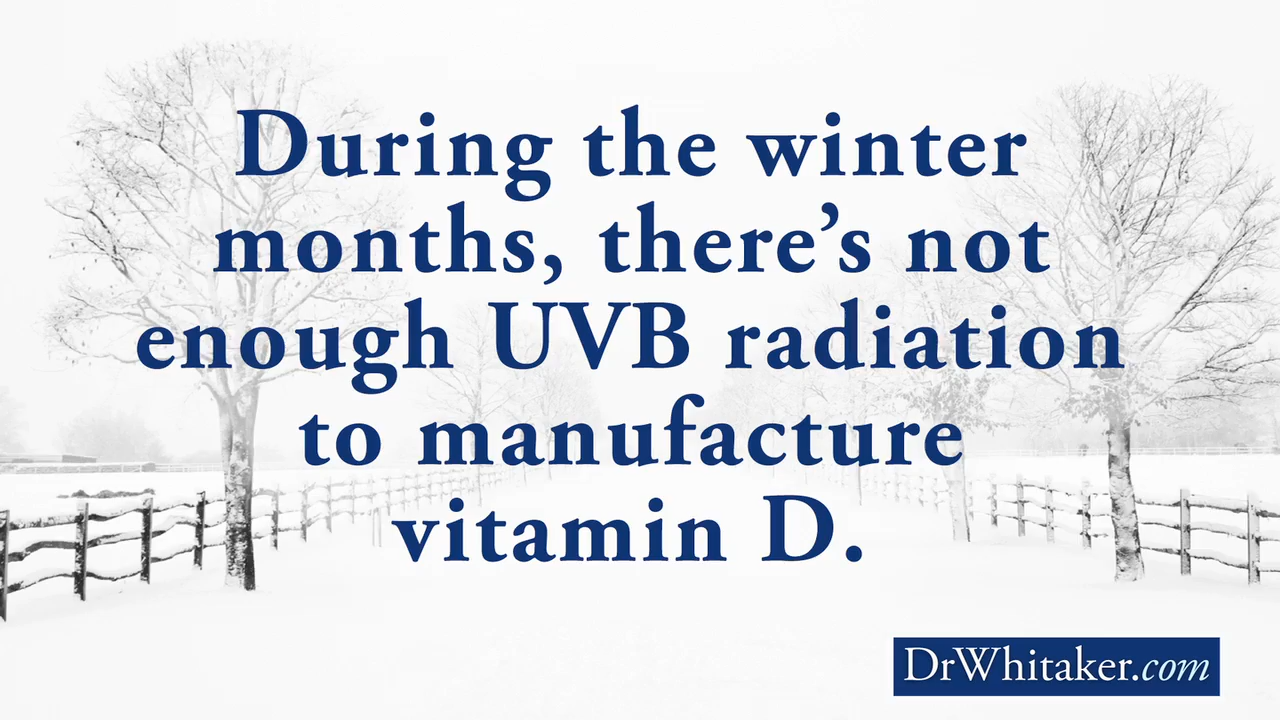 During the winter
months, there’s not
enough UVB radiation
to manufacture
vitamin D.
DrWhitaker.com